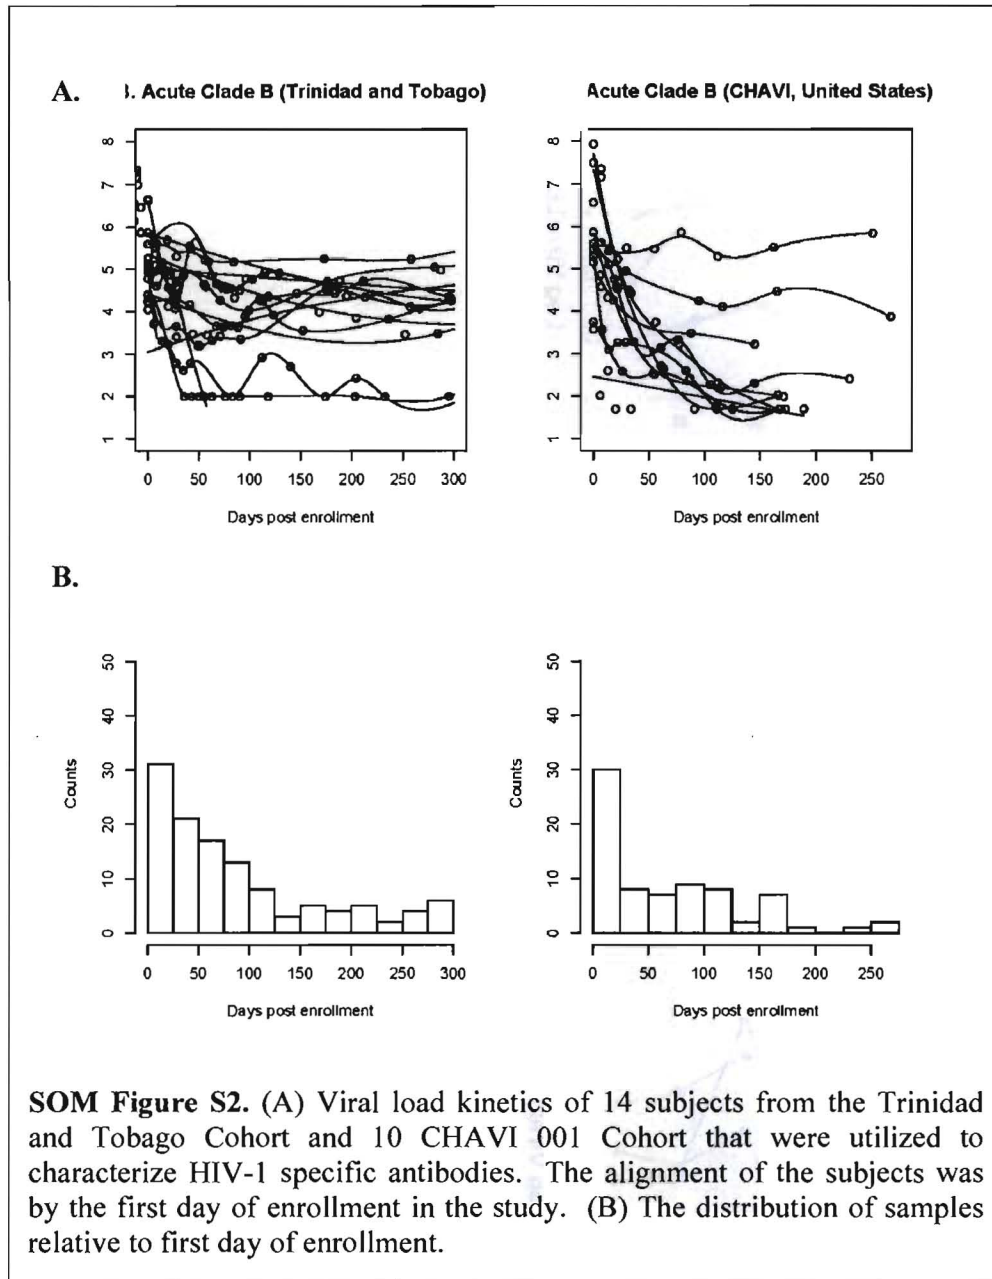 A.
3. Acute Clade B (Trinidad and Tobago)
Acute Clade B (CHAVI, United States)
8
7
6
5
4
3
2
1
0 50 100 150 200 250 300
Days post enrollment
8
7
6
5
4
3
2
1
0 50 100 150 200 250
Days post enrollment
B.
50
40
30
20
10
0
Counts
0 50 100 150 200 250 300
Days post enrollment
50
40
30
20
10
0
Counts
0 50 100 150 200 250
Days post enrollment
SOM Figure S2. (A) Viral load kinetics of 14 subjects from the Trinidad
and Tobago Cohort and 10 CHAVI 001 Cohort that were utilized to
characterize HIV-1 specific antibodies. The alignment of the subjects was
by the first day of enrollment in the study. (B) The distribution of samples
relative to first day of enrollment.